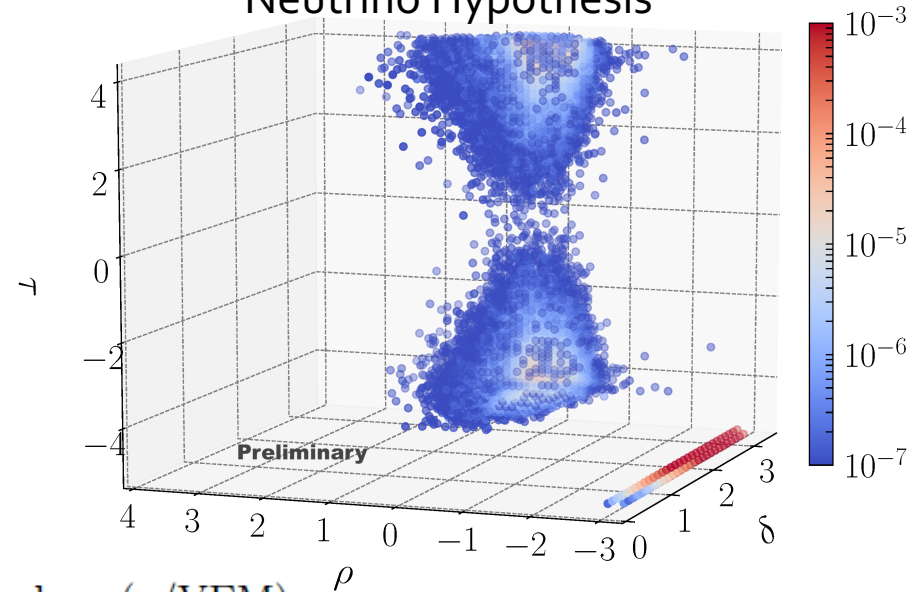 Neutrino Hypothesis
10⁻³
10⁻⁴
10⁻⁵
10⁻⁶
10⁻⁷
4
2
0
−2
−4
τ
Preliminary
4 3 2 1 0 −1 −2 −3
ρ
0 1 2 3
δ